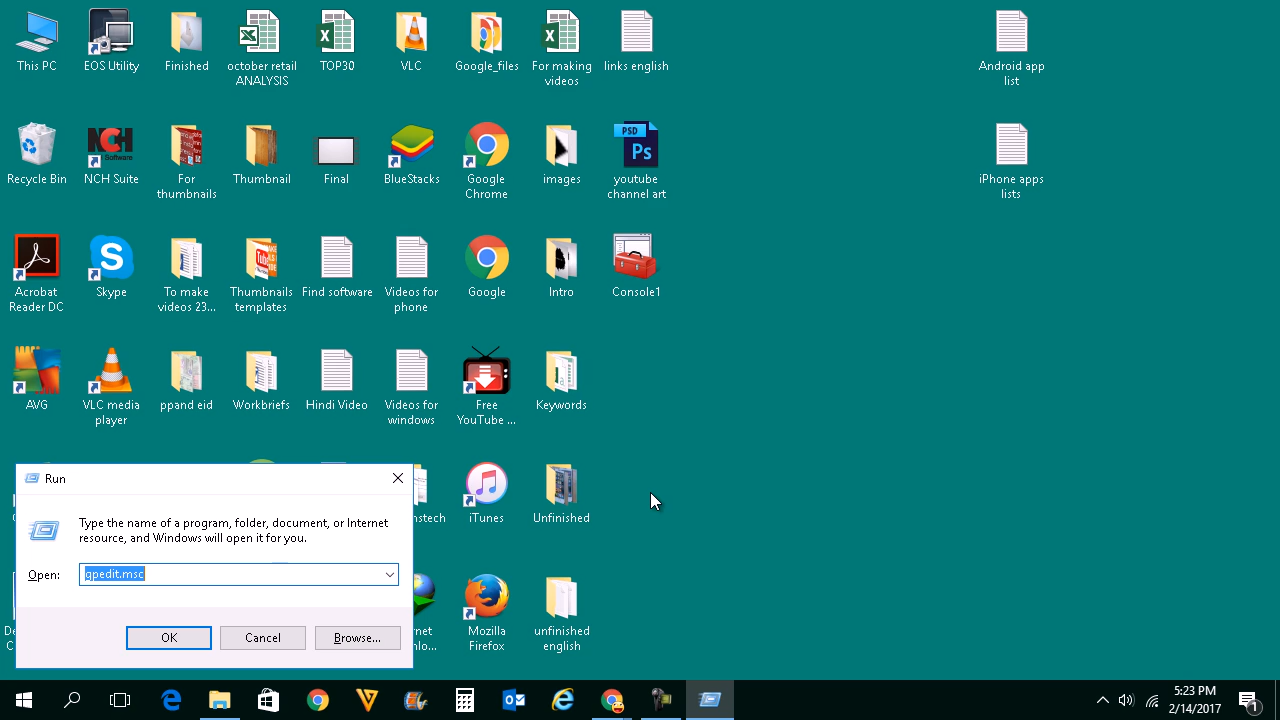 This PC
EOS Utility
Finished
october retail
ANALYSIS
TOP30
VLC
Google_files
For making
videos
links english
Android app
list
Recycle Bin
NCH
Software
NCH Suite
For
thumbnails
Thumbnail
Final
BlueStacks
Google
Chrome
images
PSD
Ps
youtube
channel art
iPhone apps
lists
Acrobat
Reader DC
Skype
To make
videos 23...
Thumbnails
templates
Find software
Videos for
phone
Google
Intro
Console1
AVG
VLC media
player
ppand eid
Workbriefs
Hindi Video
Videos for
windows
Free
YouTube ...
Keywords
iTunes
Unfinished
Mozilla
Firefox
unfinished
english
Run
Type the name of a program, folder, document, or Internet
resource, and Windows will open it for you.
Open:
gpedit.msc
OK
Cancel
Browse...
5:23 PM
2/14/2017
1